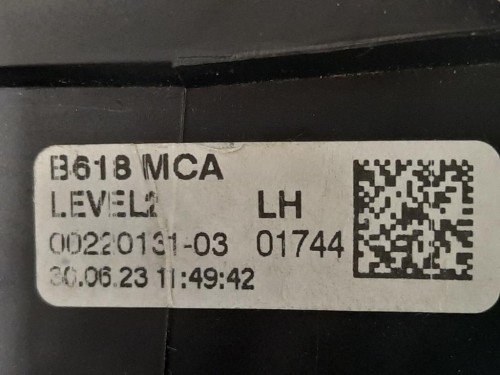 B618 MCA
LEVEL2 LH
00220131-03 01744
30.06.23 11:49:42